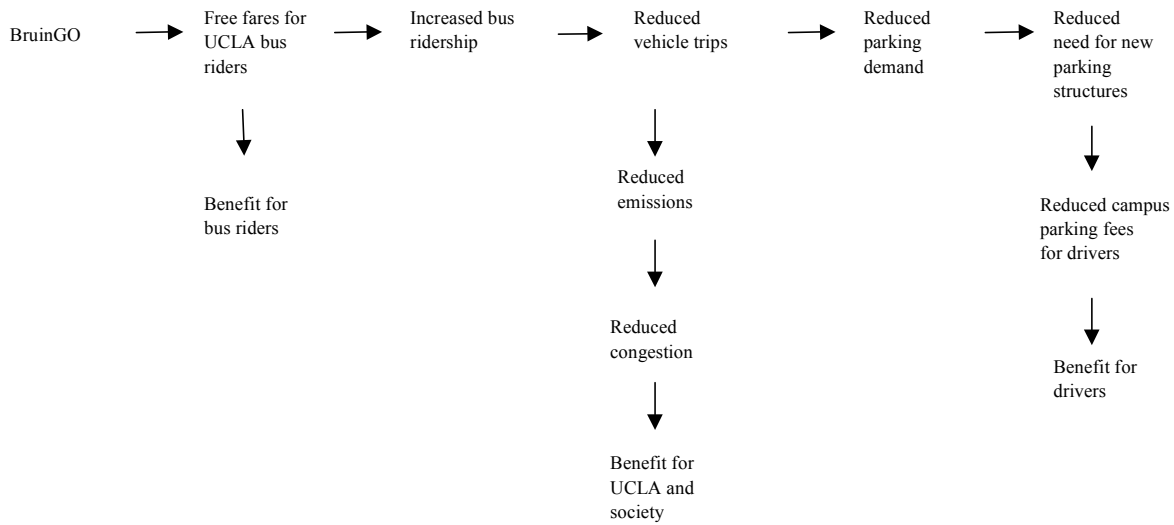 BruinGO
Free fares for
UCLA bus
riders
Increased bus
ridership
Reduced
vehicle trips
Reduced
parking
demand
Reduced
need for new
parking
structures
Benefit for
bus riders
Reduced
emissions
Reduced
congestion
Benefit for
UCLA and
society
Reduced campus
parking fees
for drivers
Benefit for
drivers